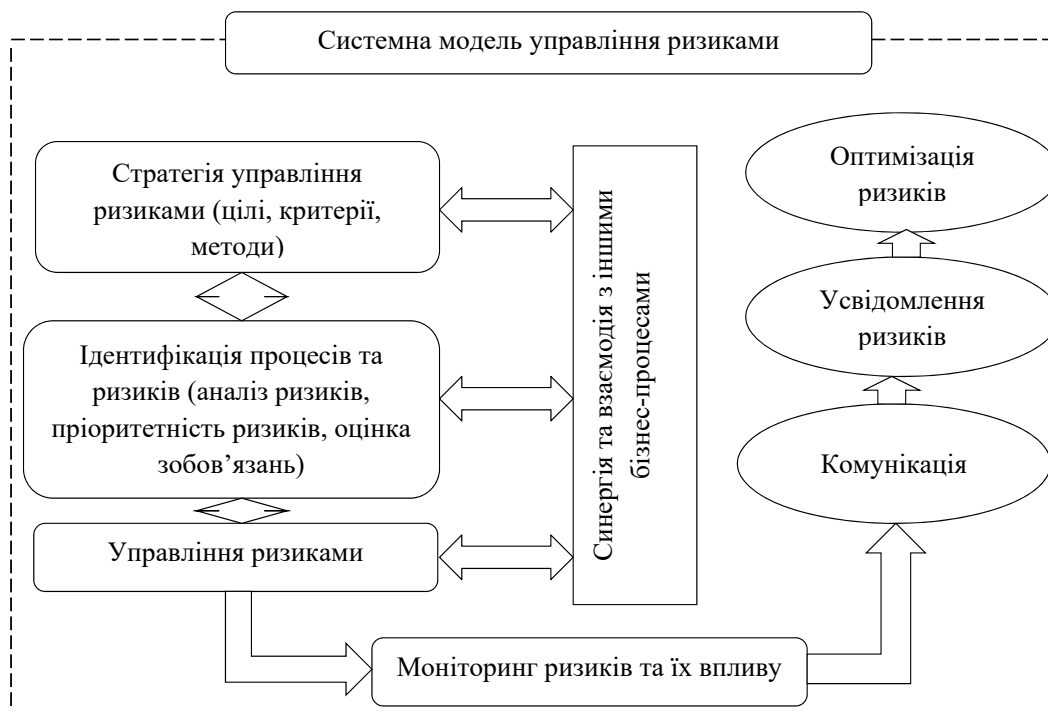 Системна модель управління ризиками
Стратегія управління
ризиками (цілі, критерії,
методи)
Ідентифікація процесів та
ризиків (аналіз ризиків,
пріоритетність ризиків, оцінка
зобов’язань)
Управління ризиками
Синергія та взаємодія з іншими
бізнес-процесами
Оптимізація
ризиків
Усвідомлення
ризиків
Комунікація
Моніторинг ризиків та їх впливу